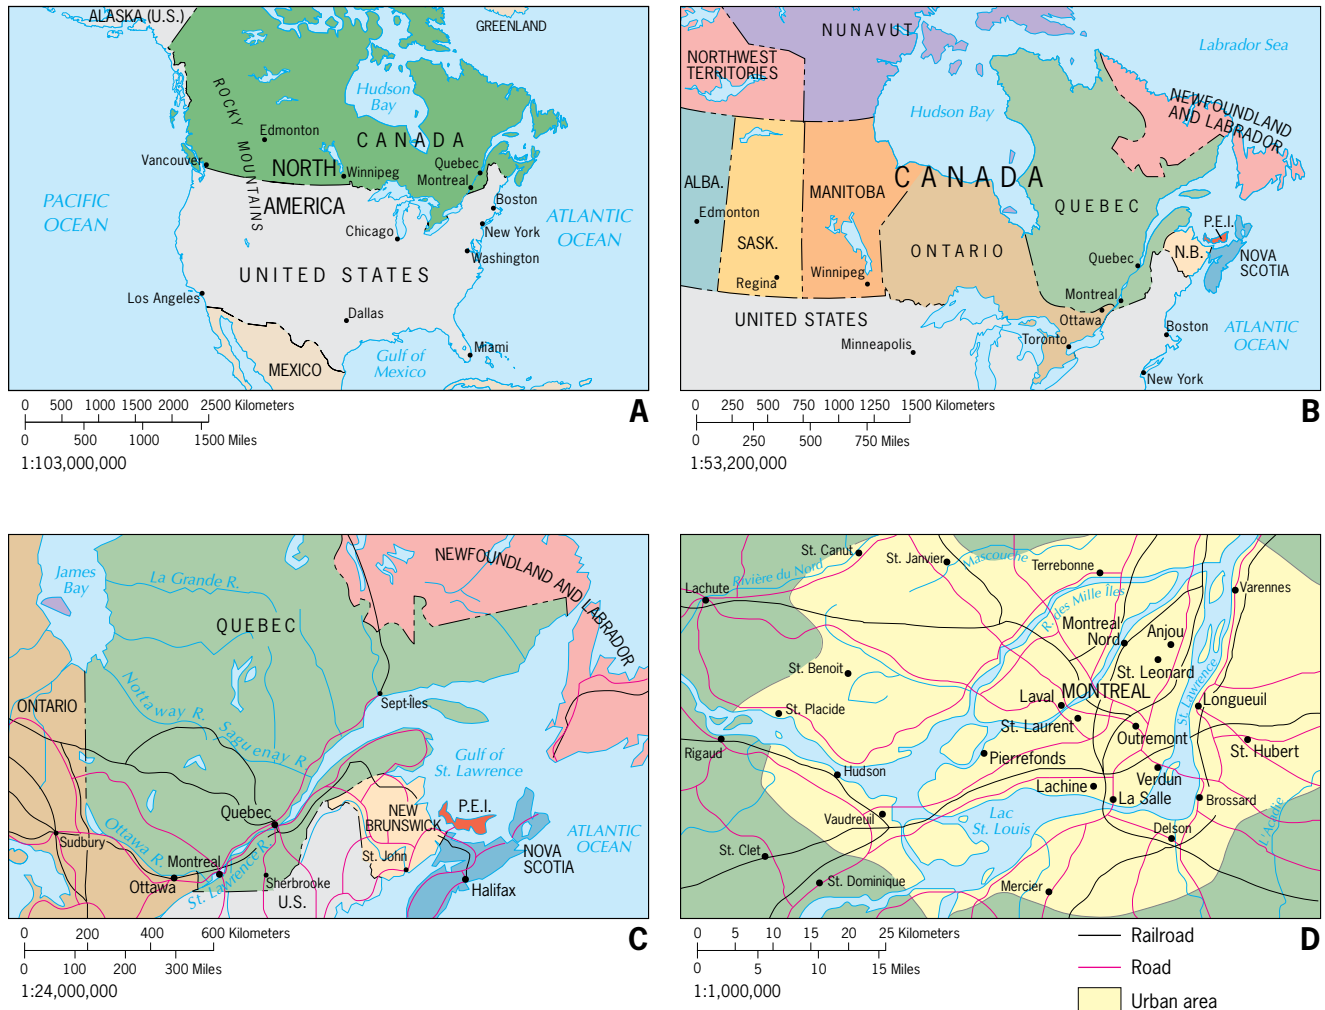 ALASKA (U.S.)
GREENLAND
ROCKY MOUNTAINS
Hudson
Bay
Edmonton
CANADA
Vancouver
NORTH
AMERICA
Winnipeg
Quebec
Montreal
PACIFIC
OCEAN
Boston
ATLANTIC
OCEAN
Chicago
New York
Washington
UNITED STATES
Los Angeles
Dallas
Miami
Gulf of
Mexico
MEXICO
0 500 1000 1500 2000 2500 Kilometers
0 500 1000 1500 Miles
1:103,000,000
A
NUNAVUT
Labrador Sea
NORTHWEST
TERRITORIES
Hudson Bay
NEWFOUNDLAND
AND LABRADOR
ALBA.
MANITOBA
CANADA
Edmonton
QUEBEC
P.E.I.
SASK.
ONTARIO
N.B.
NOVA
SCOTIA
Quebec
Regina
Winnipeg
Montreal
UNITED STATES
Ottawa
Boston
ATLANTIC
OCEAN
Minneapolis
Toronto
New York
0 250 500 750 1000 1250 1500 Kilometers
0 250 500 750 Miles
1:53,200,000
B
James
Bay
La Grande R.
NEWFOUNDLAND AND LABRADOR
QUEBEC
ONTARIO
Nottaway R.
Saguenay R.
Sept-Îles
Gulf of
St. Lawrence
Quebec
NEW
BRUNSWICK
P.E.I.
ATLANTIC
OCEAN
Ottawa R.
Sudbury
Montreal
St. John
NOVA
SCOTIA
Ottawa
St. Lawrence R.
Sherbrooke
U.S.
Halifax
0 200 400 600 Kilometers
0 100 200 300 Miles
1:24,000,000
C
St. Canut
St. Janvier
Mascouche
Terrebonne
Rivière du Nord
Lachute
Varennes
R. des Mille Îles
Montreal
Nord
Anjou
St. Benoit
St. Leonard
Laval
MONTREAL
St. Lawrence
Longueuil
St. Placide
St. Laurent
Outremont
Rigaud
Pierrefonds
St. Hubert
Hudson
Verdun
Lachine
La Salle
Brossard
Vaudreuil
Lac
St. Louis
Delson
L'Acadie
St. Clet
St. Dominique
Mercier
0 5 10 15 20 25 Kilometers
0 5 10 15 Miles
1:1,000,000
D
Railroad
Road
Urban area